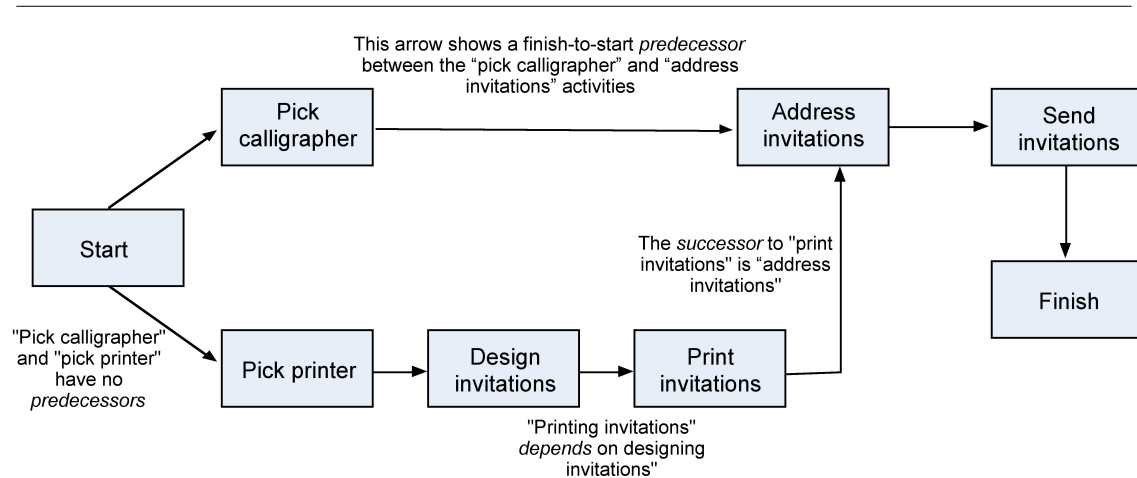 This arrow shows a finish-to-start predecessor
between the “pick calligrapher” and “address
invitations” activities
Pick
calligrapher
Address
invitations
Send
invitations
Start
The successor to "print
invitations" is “address
invitations"
Finish
"Pick calligrapher"
and "pick printer"
have no
predecessors
Pick printer
Design
invitations
Print
invitations
"Printing invitations"
depends on designing
invitations"